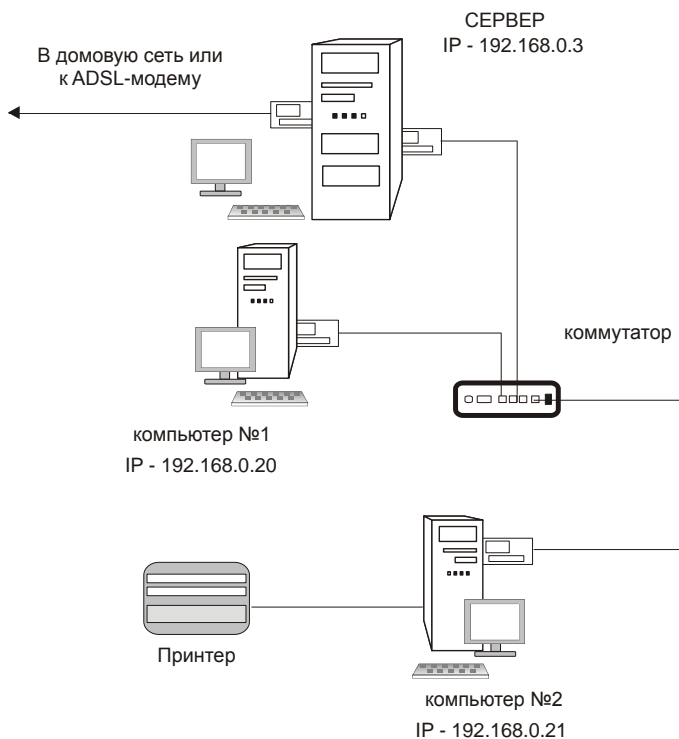 СЕРВЕР
IP - 192.168.0.3
В домовую сеть или
к ADSL-модему
коммутатор
компьютер №1
IP - 192.168.0.20
Принтер
компьютер №2
IP - 192.168.0.21